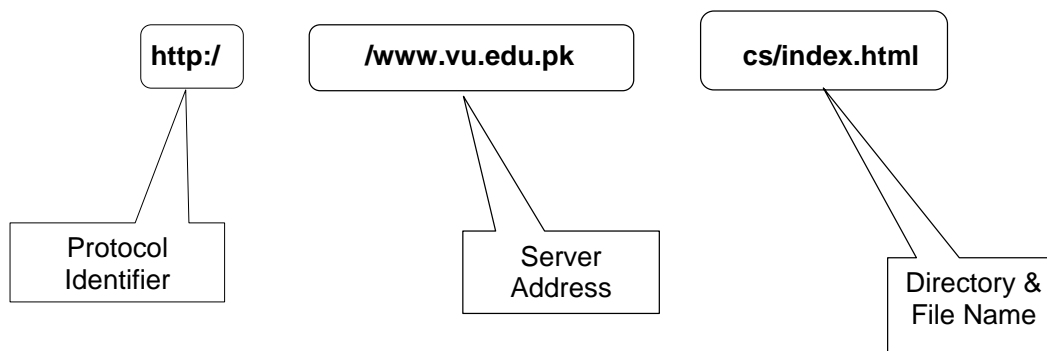 http:/ /www.vu.edu.pk cs/index.html
Protocol
Identifier
Server
Address
Directory &
File Name